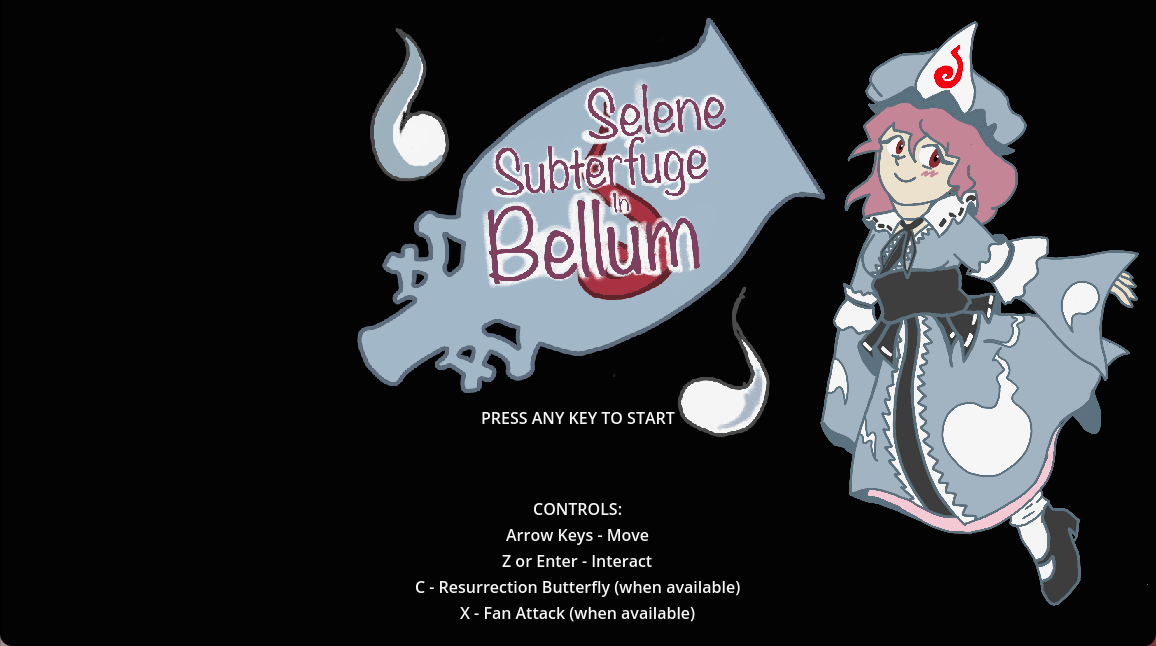 Selene
Subterfuge
In
Bellum
PRESS ANY KEY TO START
CONTROLS:
Arrow Keys - Move
Z or Enter - Interact
C - Resurrection Butterfly (when available)
X - Fan Attack (when available)